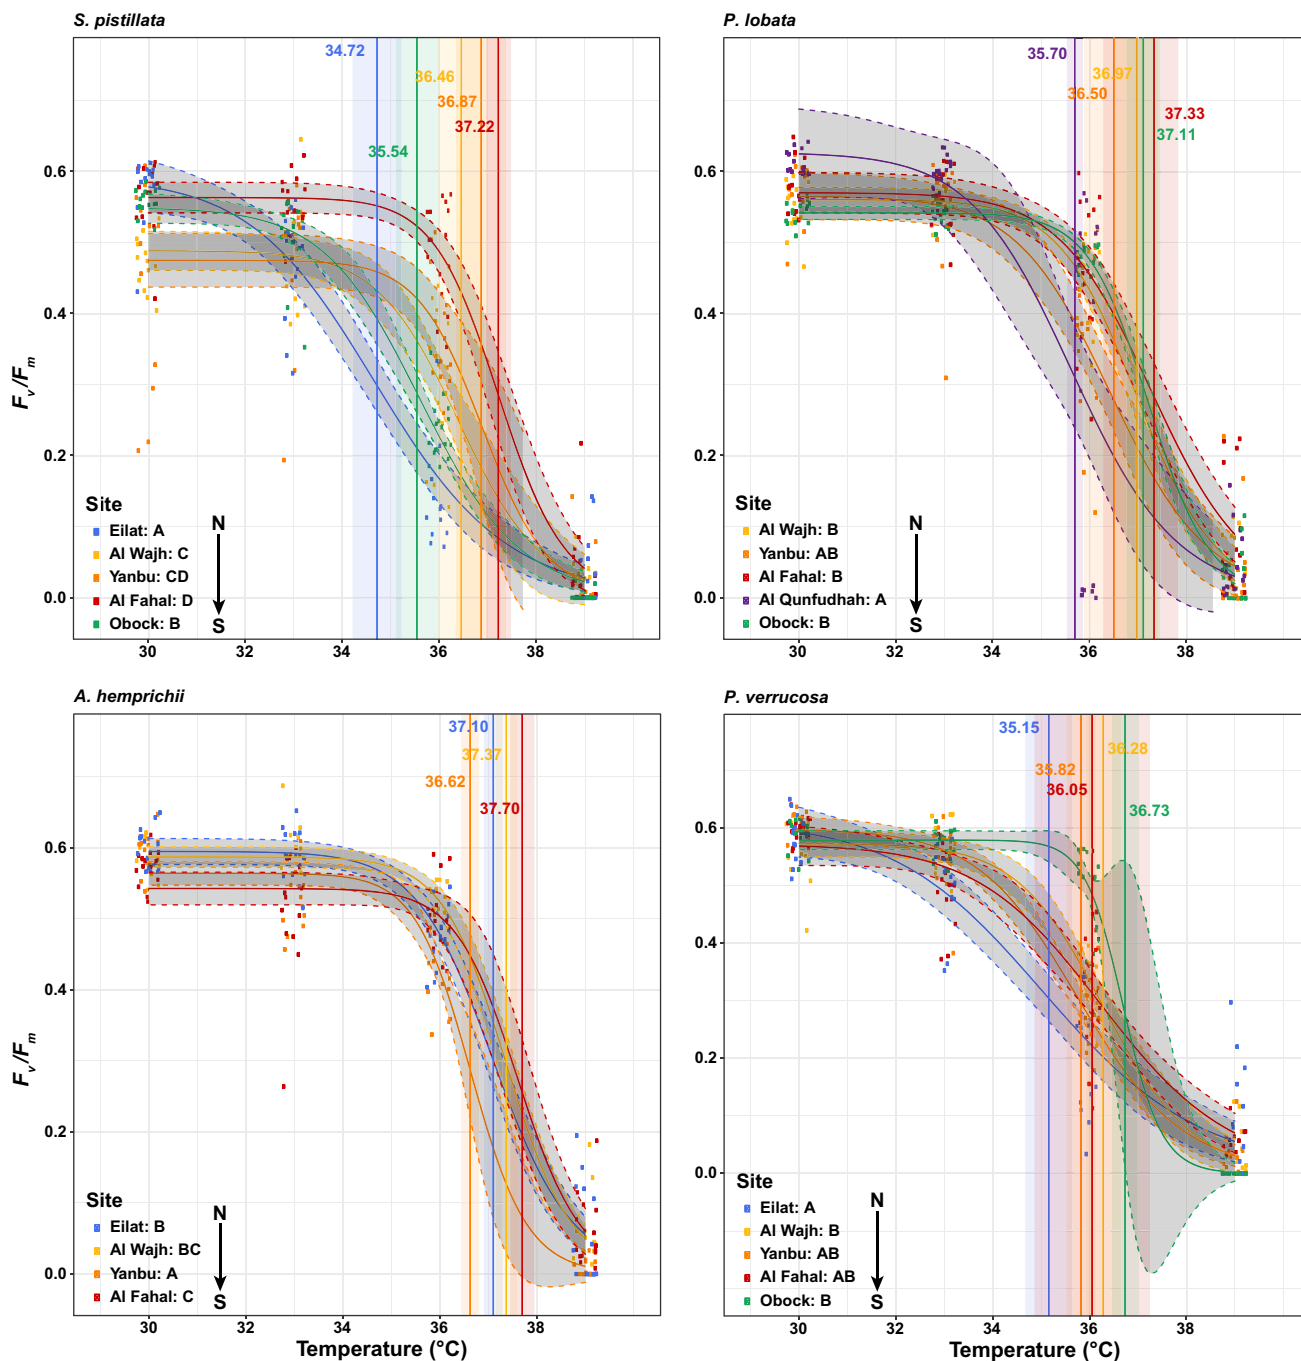 S. pistillata
34.72
36.46
36.87
37.22
35.54
0.6
0.4
0.2
0.0
Fv/Fm
Site
Eilat: A
Al Wajh: C
Yanbu: CD
Al Fahal: D
Obock: B
N
S
30
32
34
36
38
P. lobata
35.70
36.97
36.50
37.33
37.11
0.6
0.4
0.2
0.0
Site
Al Wajh: B
Yanbu: AB
Al Fahal: B
Al Qunfudhah: A
Obock: B
N
S
30
32
34
36
38
A. hemprichii
37.10
37.37
36.62
37.70
0.6
0.4
0.2
0.0
Fv/Fm
Site
Eilat: B
Al Wajh: BC
Yanbu: A
Al Fahal: C
N
S
30
32
34
36
38
Temperature (°C)
P. verrucosa
35.15
36.28
35.82
36.05
36.73
0.6
0.4
0.2
0.0
Site
Eilat: A
Al Wajh: B
Yanbu: AB
Al Fahal: AB
Obock: B
N
S
30
32
34
36
38
Temperature (°C)